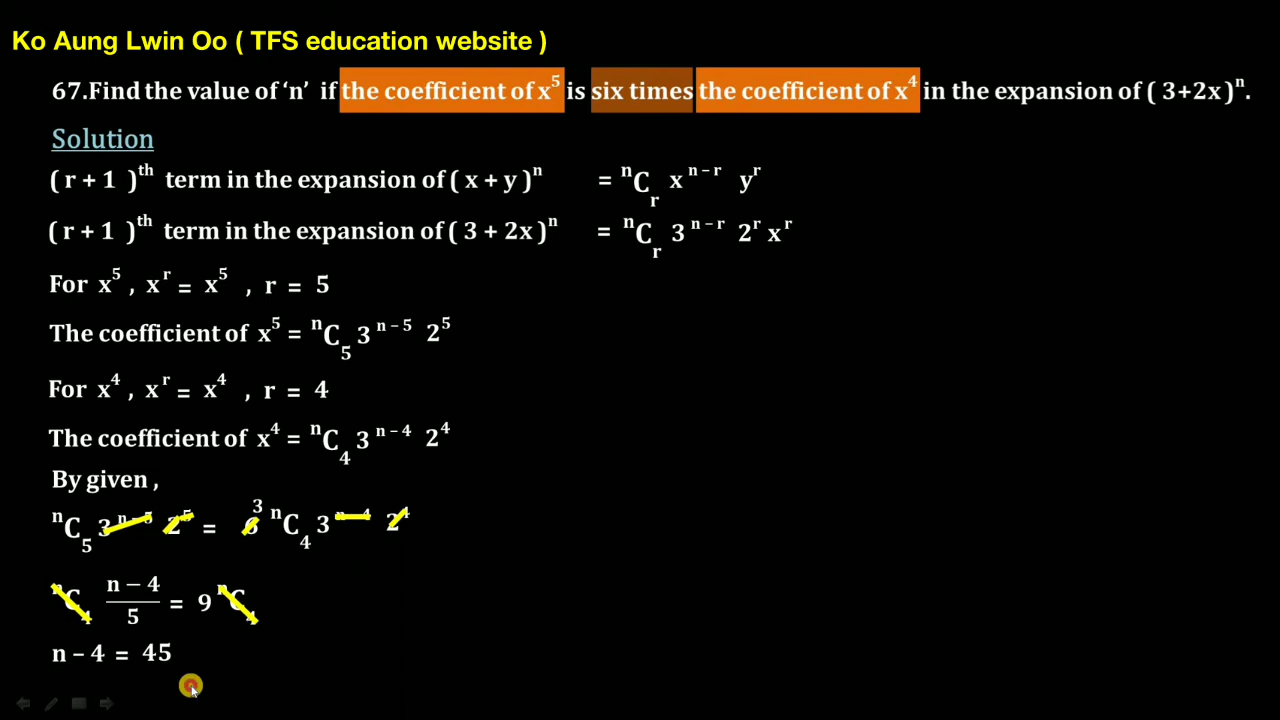 Ko Aung Lwin Oo ( TFS education website )
67.Find the value of ‘n’ if the coefficient of x⁵ is six times the coefficient of x⁴ in the expansion of ( 3+2x )ⁿ.
Solution
( r + 1 )ᵗʰ term in the expansion of ( x + y )ⁿ = ⁿCᵣ xⁿ⁻ʳ yʳ
( r + 1 )ᵗʰ term in the expansion of ( 3 + 2x )ⁿ = ⁿCᵣ 3ⁿ⁻ʳ 2ʳ xʳ
For x⁵ , xʳ = x⁵ , r = 5
The coefficient of x⁵ = ⁿC₅ 3ⁿ⁻⁵ 2⁵
For x⁴ , xʳ = x⁴ , r = 4
The coefficient of x⁴ = ⁿC₄ 3ⁿ⁻⁴ 2⁴
By given ,
ⁿC₅ 3ⁿ⁻⁵ 2⁵ = 6 3 ⁿC₄ 3ⁿ⁻⁴ 2⁴
ⁿC₄ (n – 4)/5 = 9 ⁿC₄
n – 4 = 45